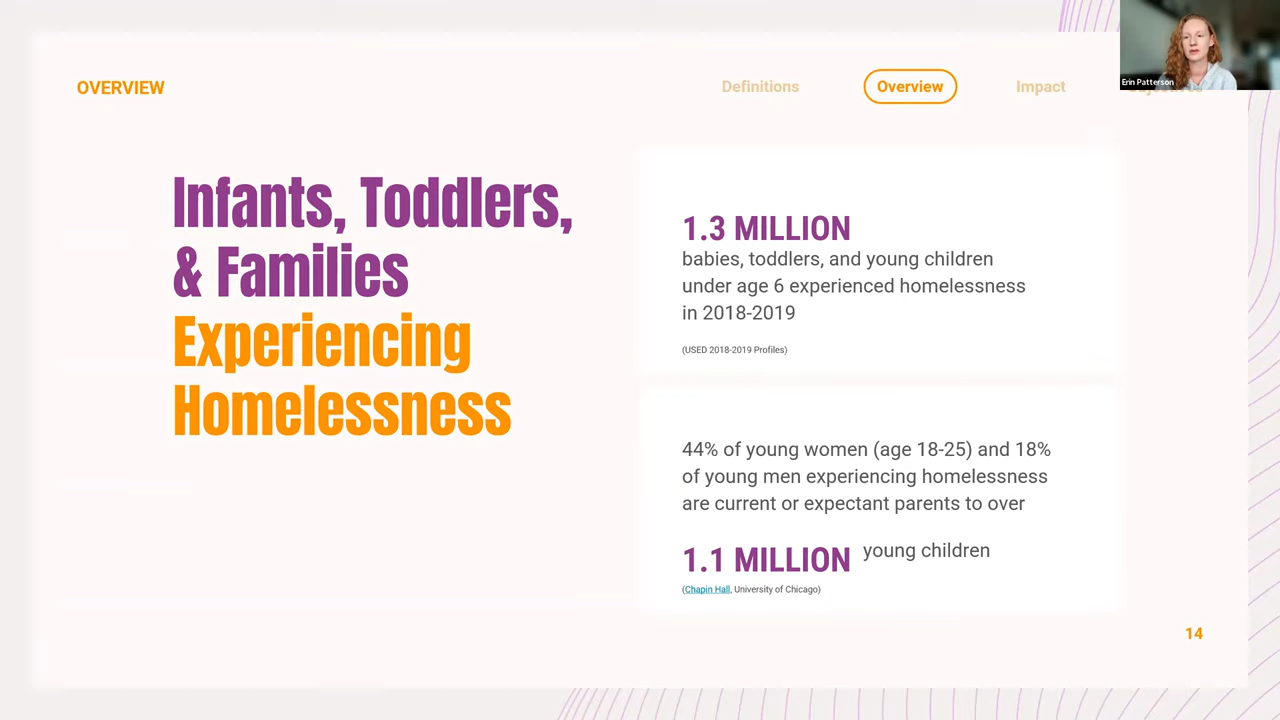 OVERVIEW
Definitions
Overview
Impact
Erin Patterson
Infants, Toddlers,
& Families
Experiencing
Homelessness
1.3 MILLION
babies, toddlers, and young children
under age 6 experienced homelessness
in 2018-2019
(USED 2018-2019 Profiles)
44% of young women (age 18-25) and 18%
of young men experiencing homelessness
are current or expectant parents to over
1.1 MILLION young children
(Chapin Hall, University of Chicago)
14